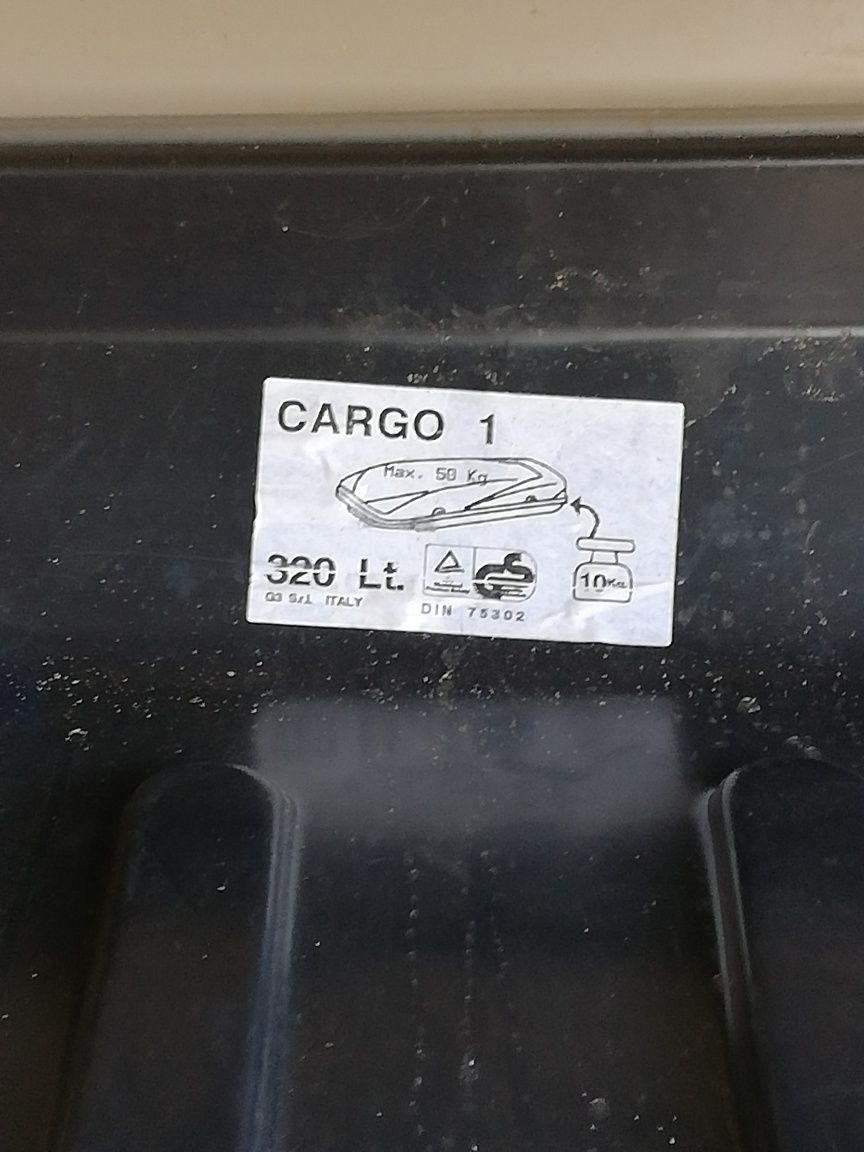 CARGO 1
Max. 50 Kg
10 KG.
320 Lt.
G3 S.r.l. ITALY
DIN 75302